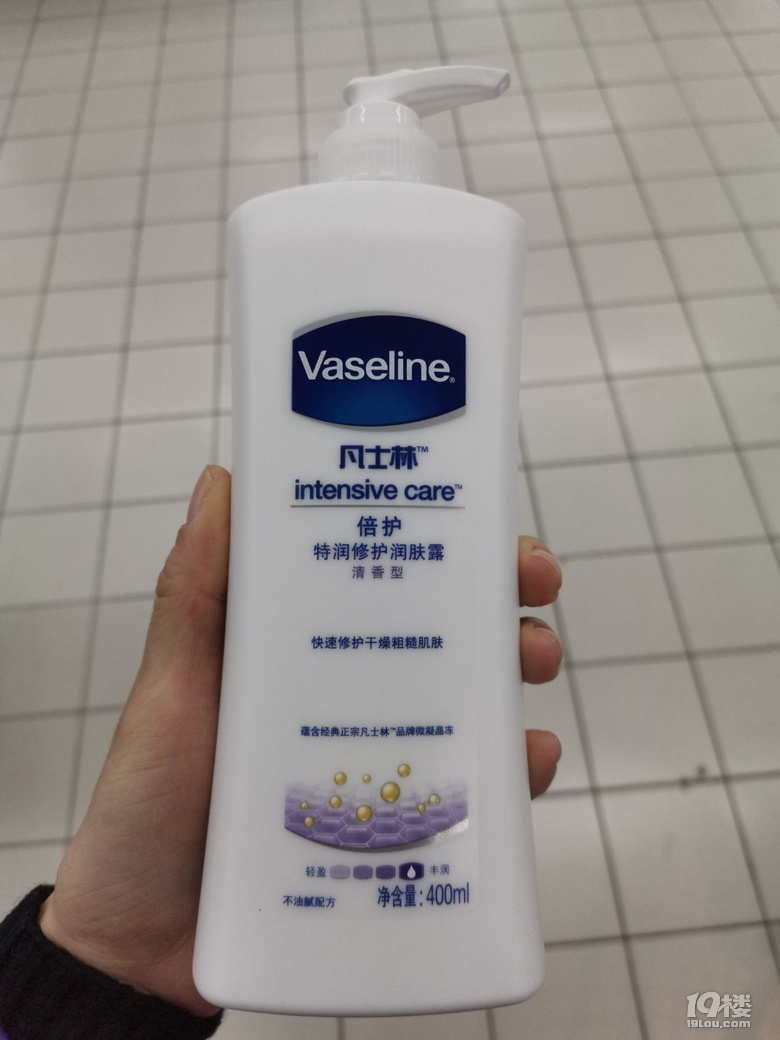 Vaseline®
凡士林™
intensive care™
倍护
特润修护润肤露
清香型
快速修护干燥粗糙肌肤
蕴含经典正宗凡士林™品牌微凝晶冻
轻盈 丰润
不油腻配方 净含量:400ml
19楼
19lou.com